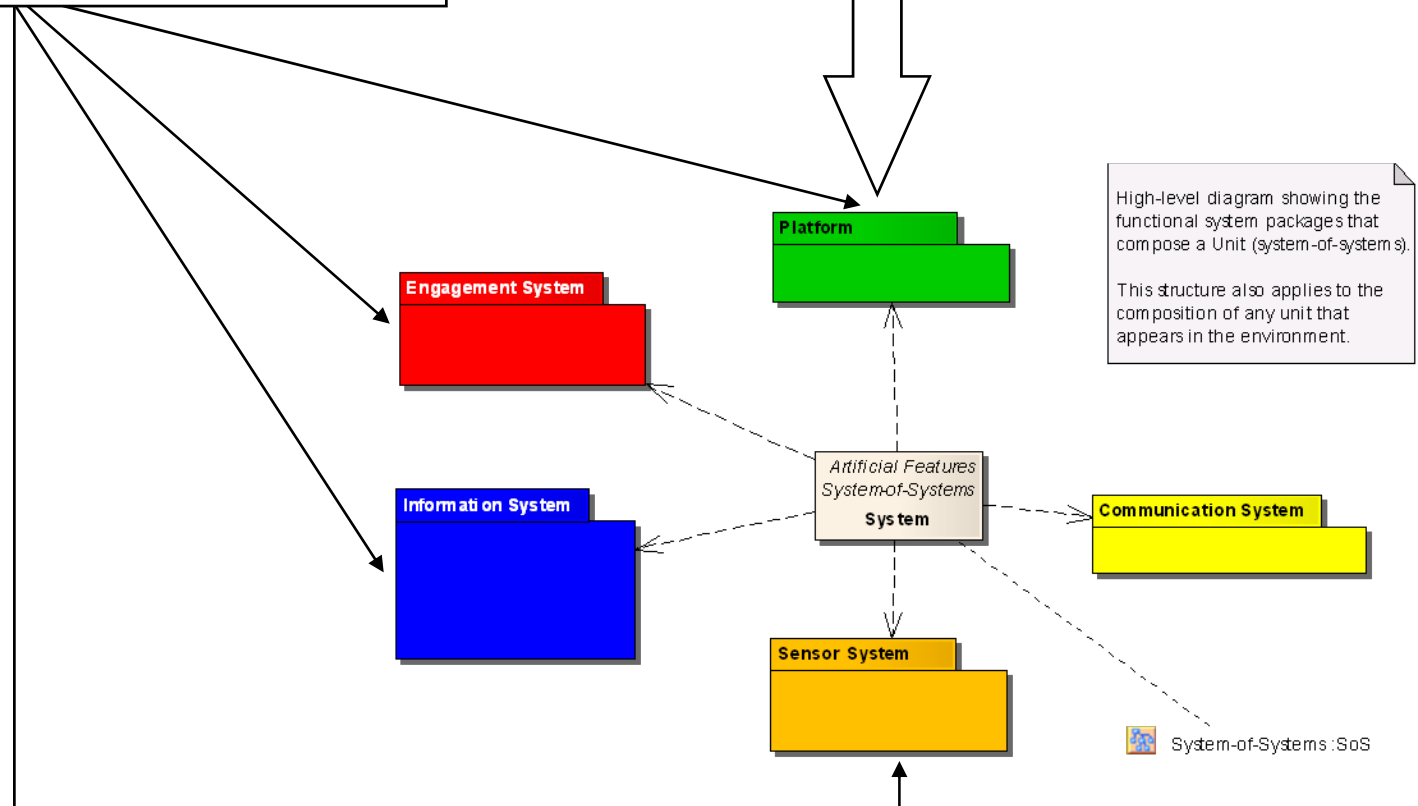 Platform
High-level diagram showing the
functional system packages that
compose a Unit (system-of-systems).
This structure also applies to the
composition of any unit that
appears in the environment.
Engagement System
Artificial Features
System-of-Systems
System
Information System
Communication System
Sensor System
System-of-Systems :SoS